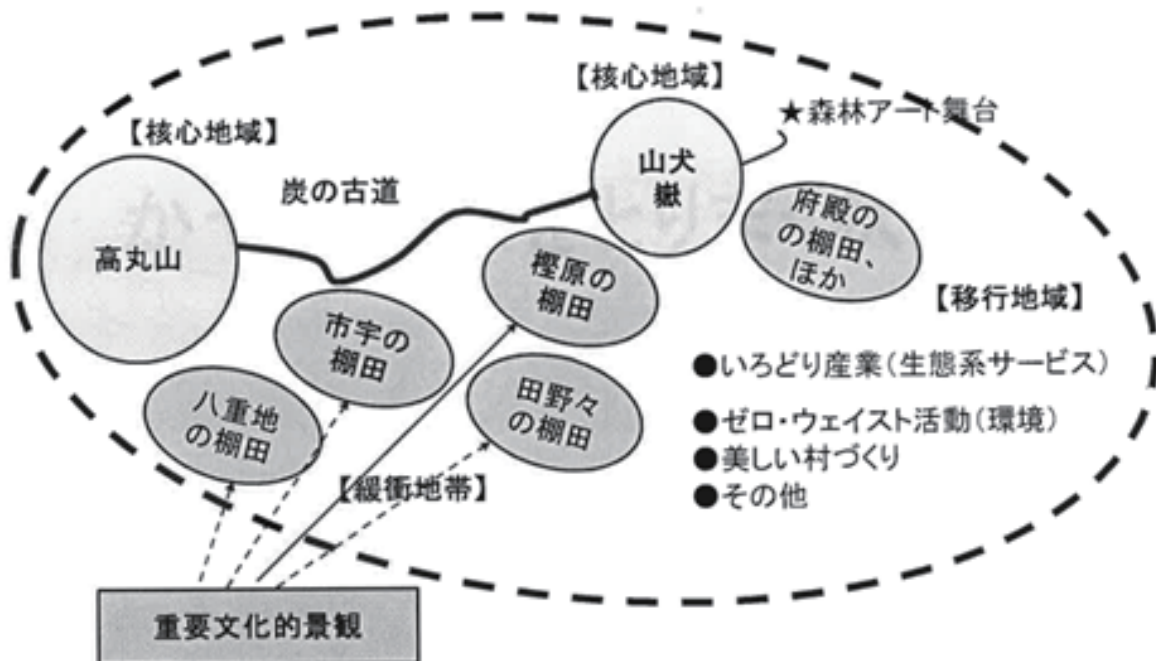 【核心地域】
★森林アート舞台
【核心地域】
山犬
嶽
炭の古道
高丸山
府殿の
の棚田、
ほか
樫原の
棚田
【移行地域】
市宇の
棚田
●いろどり産業(生態系サービス)
田野々
の棚田
八重地
の棚田
●ゼロ・ウェイスト活動(環境)
●美しい村づくり
【緩衝地帯】
●その他
重要文化的景観